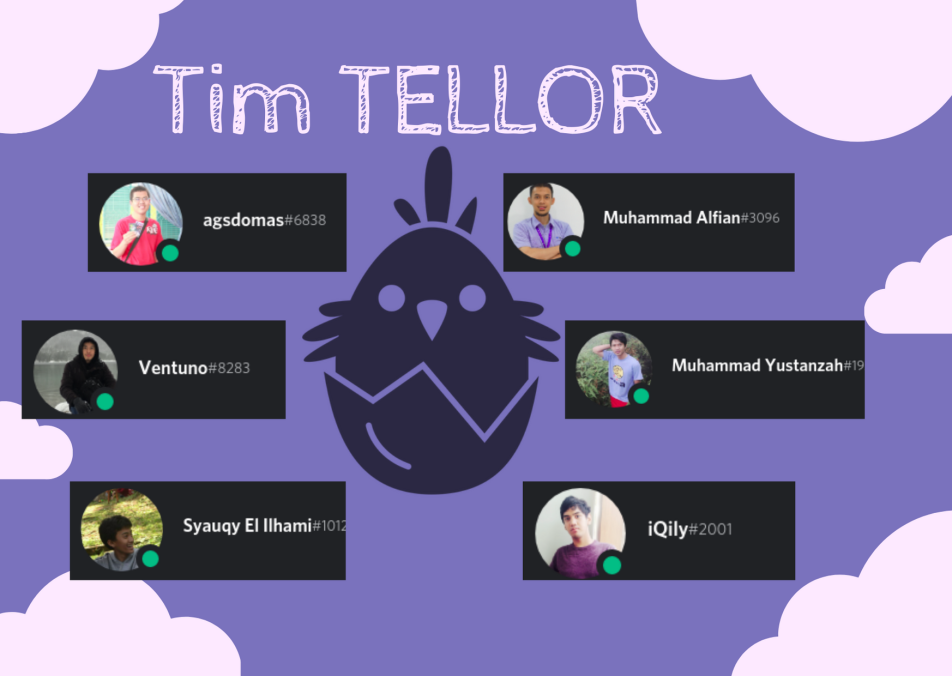 Tim TELLOR
agsdomas#6838
Muhammad Alfian#3096
Ventuno#8283
Muhammad Yustanzah#19
Syauqy El Ilhami#1012
iQily#2001